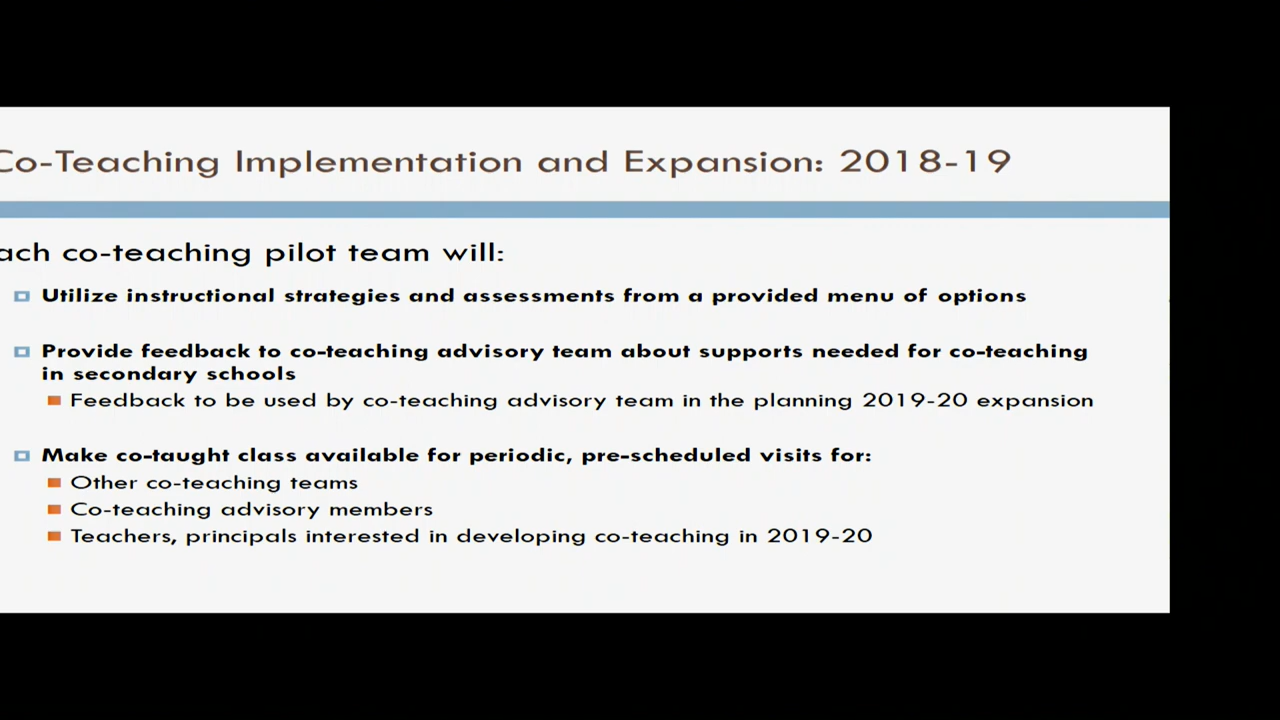 Co-Teaching Implementation and Expansion: 2018-19
ach co-teaching pilot team will:
Utilize instructional strategies and assessments from a provided menu of options
Provide feedback to co-teaching advisory team about supports needed for co-teaching
in secondary schools
Feedback to be used by co-teaching advisory team in the planning 2019-20 expansion
Make co-taught class available for periodic, pre-scheduled visits for:
Other co-teaching teams
Co-teaching advisory members
Teachers, principals interested in developing co-teaching in 2019-20